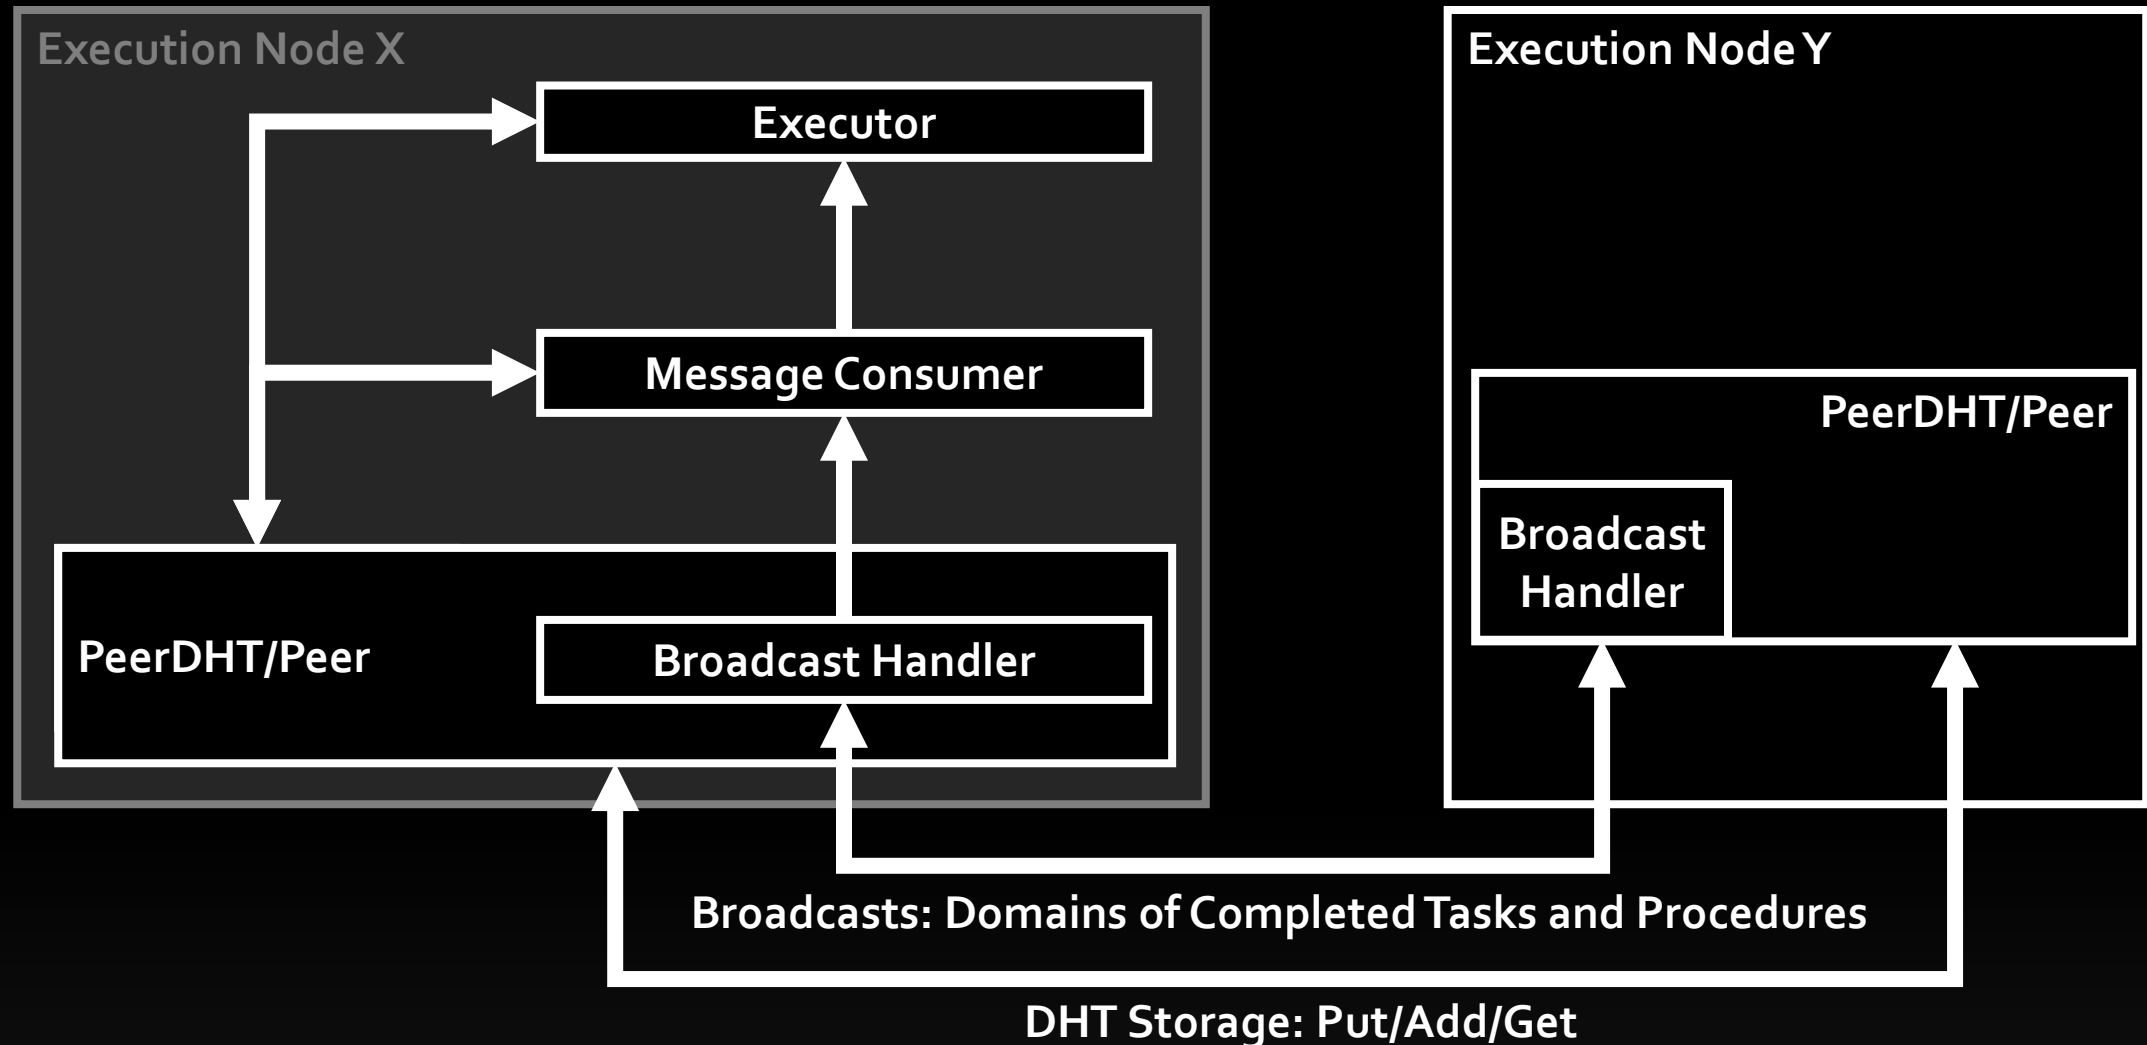 Execution Node X
Executor
Message Consumer
PeerDHT/Peer
Broadcast Handler
Execution Node Y
PeerDHT/Peer
Broadcast
Handler
Broadcasts: Domains of Completed Tasks and Procedures
DHT Storage: Put/Add/Get